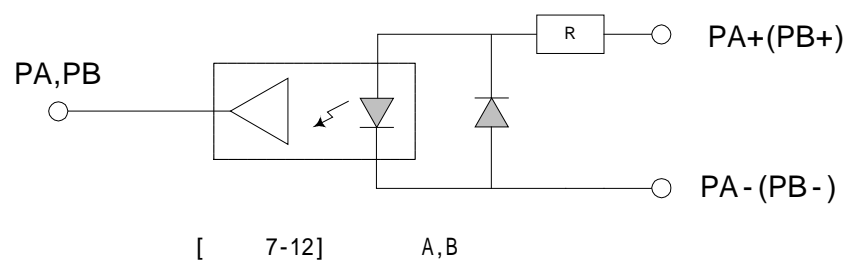 R
PA+(PB+)
PA,PB
PA-(PB-)
[ 7-12] A,B